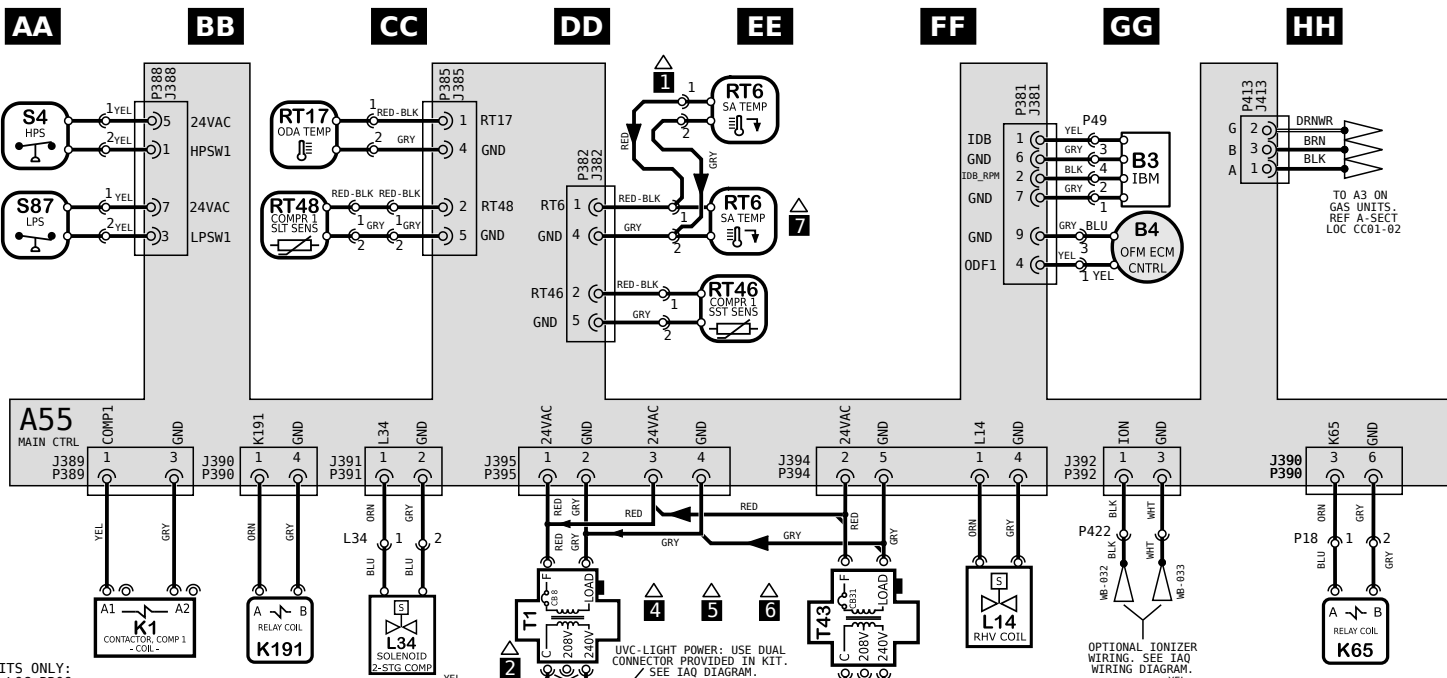 AA BB CC DD EE FF GG HH
P388
J388
S4
HPS
1 YEL
2 YEL
5 24VAC
1 HPSW1
S87
LPS
1 YEL
2 YEL
7 24VAC
3 LPSW1
P385
J385
RT17
ODA TEMP
1 RED-BLK
2 GRY
1 RT17
4 GND
RT48
COMPR 1
SLT SENS
RED-BLK RED-BLK
1 GRY 1 GRY
2 2
2 RT48
5 GND
P382
J382
RT6 1
GND 4
RT46 2
GND 5
RED-BLK
GRY
RED-BLK
GRY
1
2
1
2
1
RED
GRY
1
2
RT6
SA TEMP
RT6
SA TEMP
7
RT46
COMPR 1
SST SENS
P381
J381
IDB 1
GND 6
IDB_RPM 2
GND 7
GND 9
ODF1 4
P49
YEL
GRY 3
BLK 4
GRY 2
1
B3
IBM
GRY BLU
3
YEL
1 YEL
B4
OFM ECM
CNTRL
P413
J413
G 2
B 3
A 1
DRNWR
BRN
BLK
TO A3 ON
GAS UNITS.
REF A-SECT
LOC CC01-02
A55
MAIN CTRL
COMP1 GND
J389 1 3
P389
YEL GRY
A1 A2
K1
CONTACTOR, COMP 1
- COIL -
K191 GND
J390 1 4
P390
ORN GRY
A B
RELAY COIL
K191
L34 GND
J391 1 2
P391
ORN GRY
L34 1 2
BLU BLU
S
L34
SOLENOID
2-STG COMP
24VAC GND 24VAC GND
J395 1 2 3 4
P395
RED GRY
RED RED
RED GRY GRY GRY
F LOAD
CB8
T1
C 208V 240V
2
4 5 6
UVC-LIGHT POWER: USE DUAL
CONNECTOR PROVIDED IN KIT.
SEE IAQ DIAGRAM.
24VAC GND L14 GND
J394 2 5 1 4
P394
RED GRY
F LOAD
CB31
T43
C 208V 240V
ORN GRY
S
L14
RHV COIL
ION GND
J392 1 3
P392
BLK WHT
P422
BLK WHT
WB-032 WB-033
OPTIONAL IONIZER
WIRING. SEE IAQ
WIRING DIAGRAM.
K65 GND
J390 3 6
P390
ORN GRY
P18 1 2
BLU GRY
A B
RELAY COIL
K65
ITS ONLY:
YEL